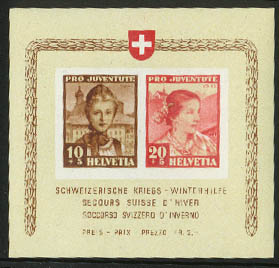 PRO JUVENTUTE
10
+5
HELVETIA
PRO JUVENTUTE
1941
20
+5
HELVETIA
SCHWEIZERISCHE KRIEGS-WINTERHILFE
SECOURS SUISSE D'HIVER
SOCCORSO SVIZZERO D'INVERNO
PREIS - PRIX PREZZO FR. 2.-